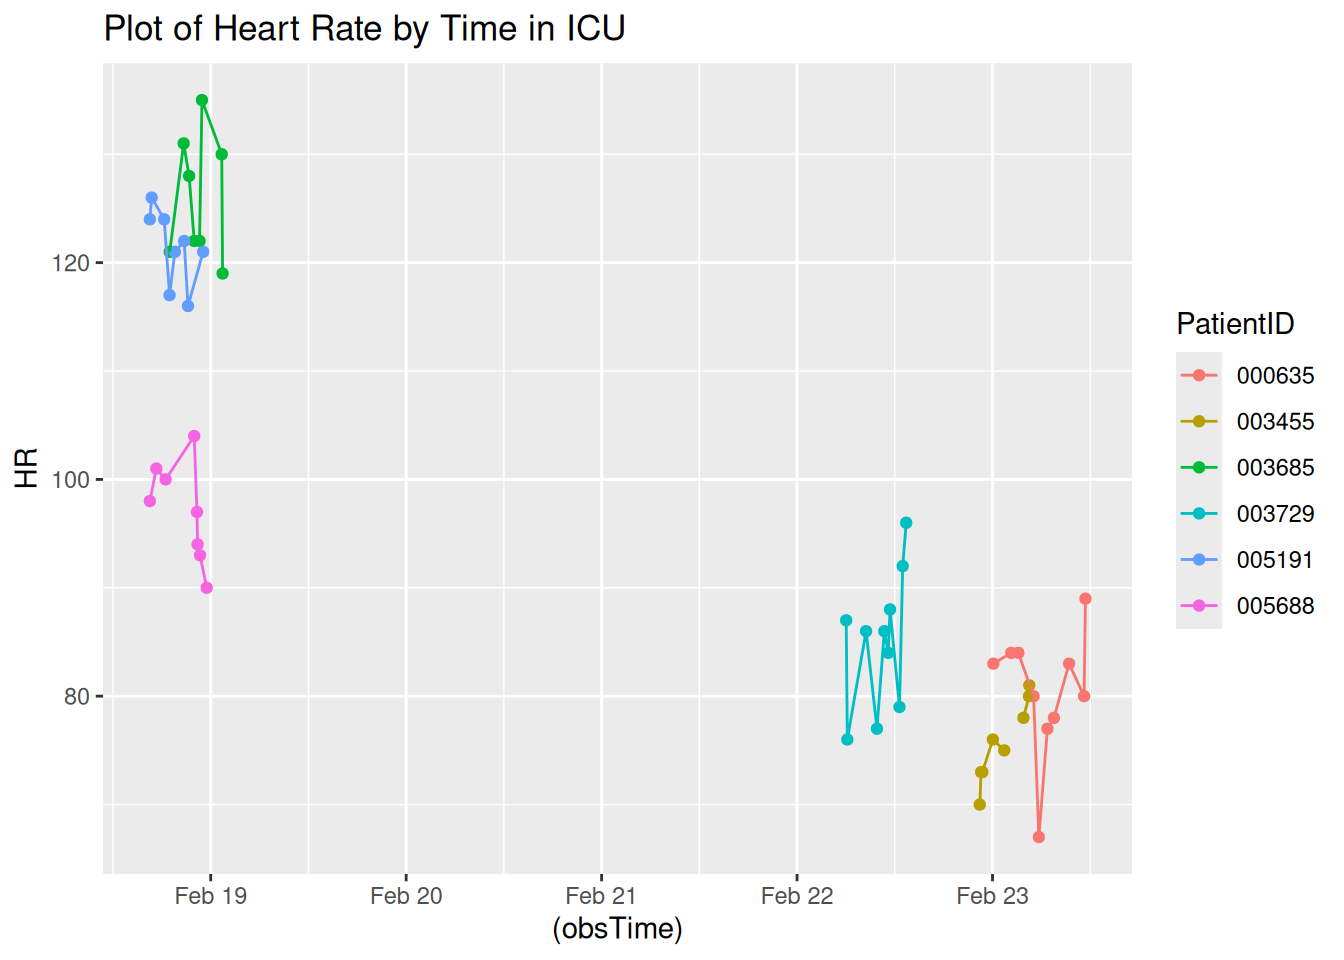 Plot of Heart Rate by Time in ICU
120
100
80
HR
Feb 19
Feb 20
Feb 21
Feb 22
Feb 23
(obsTime)
PatientID
000635
003455
003685
003729
005191
005688